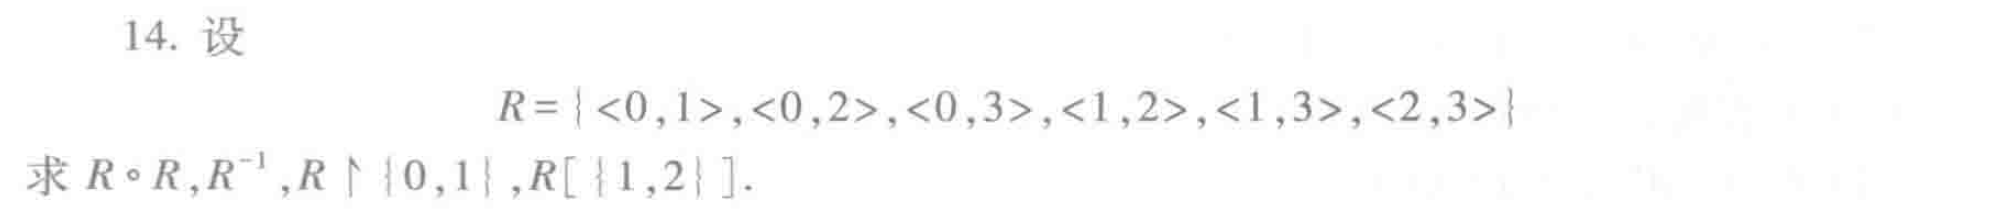 14. 设
R={<0,1>,<0,2>,<0,3>,<1,2>,<1,3>,<2,3>}
求 R∘R,R⁻¹,R↾{0,1},R[{1,2}].